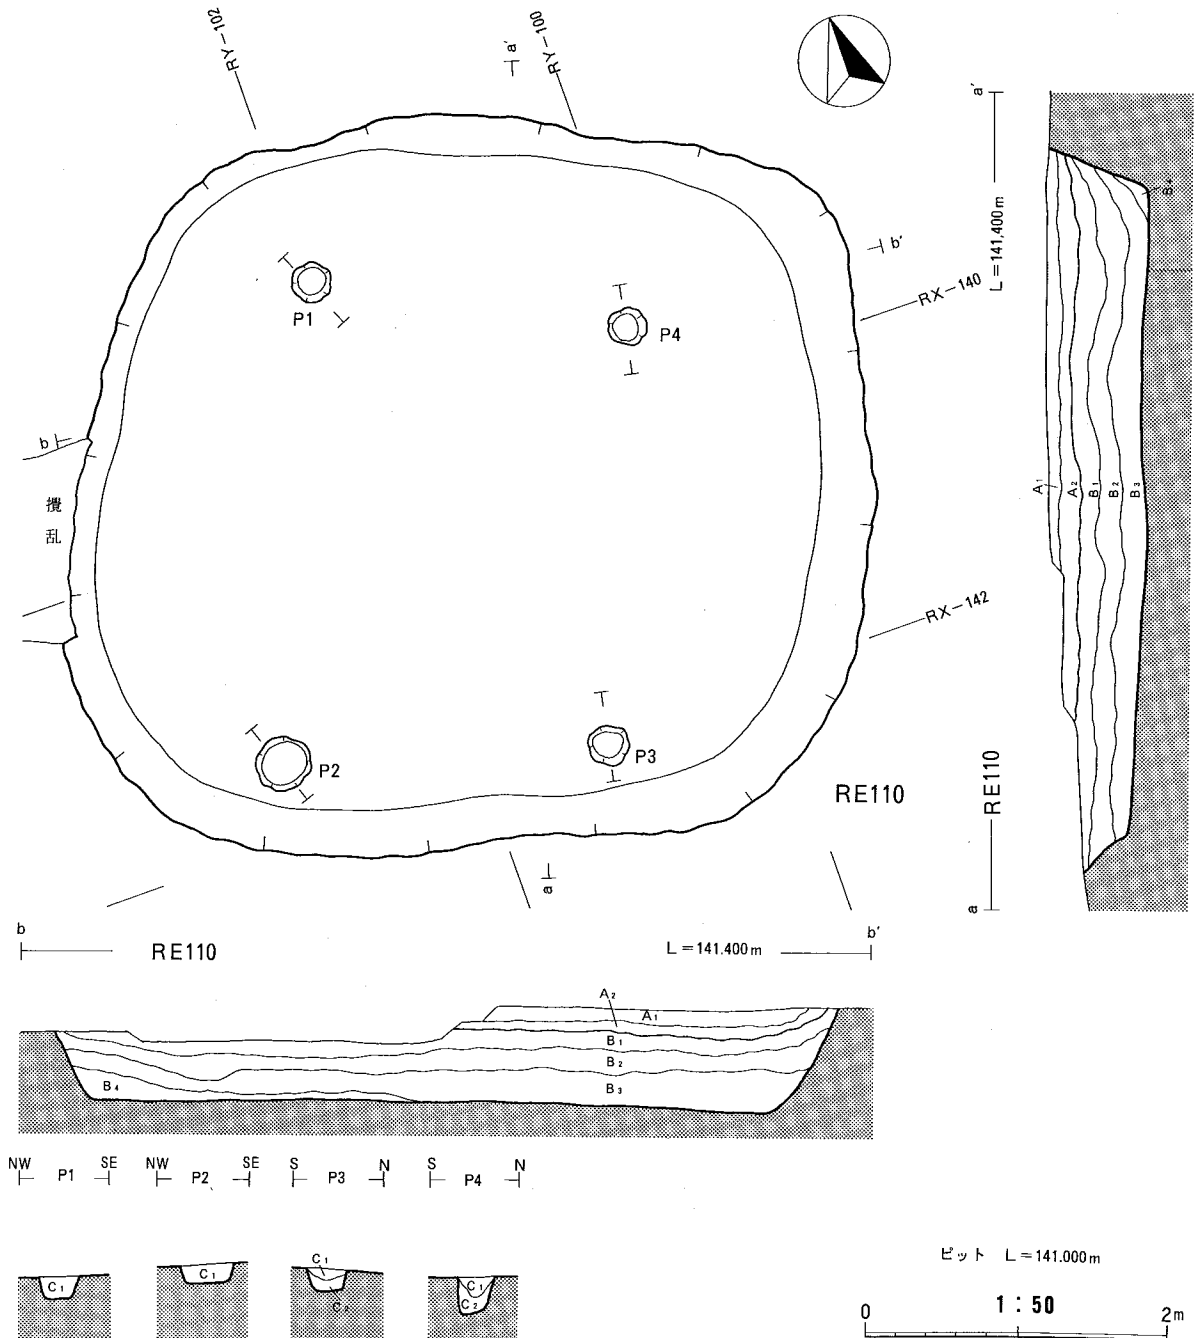 RY-102
RY-100
a'
b'
RX-140
P1
P4
b
攪
乱
RX-142
P2
P3
RE110
a
a'
L=141,400m
B4
A1
A2
B1
B2
B3
RE110
a
b
RE110
L=141.400m
b'
A2
A1
B1
B2
B4
B3
NW P1 SE
NW P2 SE
S P3 N
S P4 N
C1
C1
C1
C2
C1
C2
ピット L=141.000m
1:50
0 2m